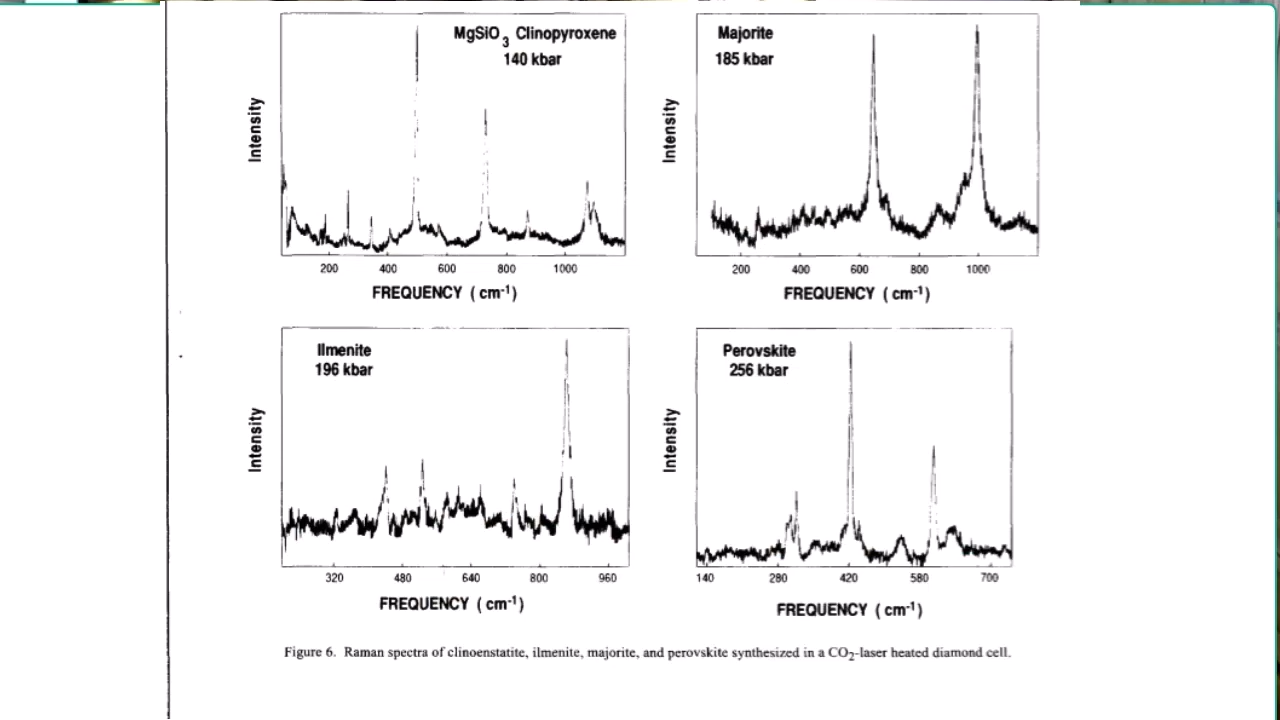 MgSiO3 Clinopyroxene
140 kbar
Intensity
200 400 600 800 1000
FREQUENCY ( cm-1)
Majorite
185 kbar
Intensity
200 400 600 800 1000
FREQUENCY ( cm-1)
Ilmenite
196 kbar
Intensity
320 480 640 800 960
FREQUENCY ( cm-1)
Perovskite
256 kbar
Intensity
140 280 420 580 700
FREQUENCY ( cm-1)
Figure 6. Raman spectra of clinoenstatite, ilmenite, majorite, and perovskite synthesized in a CO2-laser heated diamond cell.